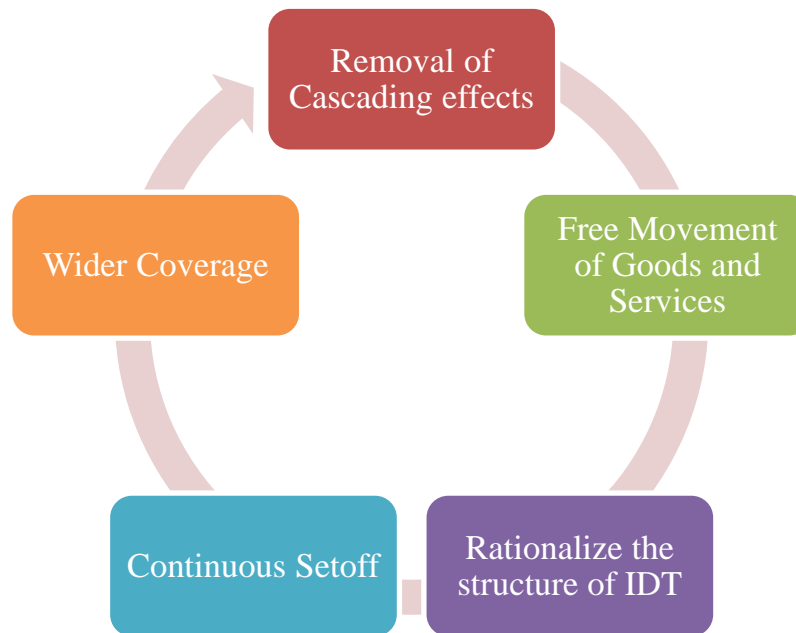 Removal of
Cascading effects
Free Movement
of Goods and
Services
Rationalize the
structure of IDT
Continuous Setoff
Wider Coverage